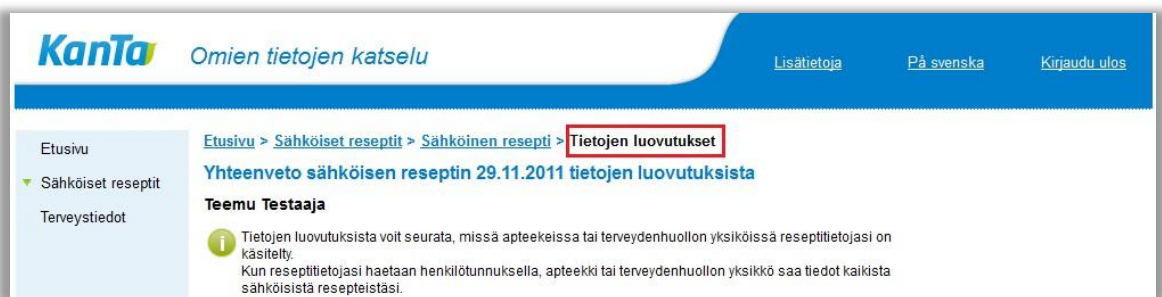 KanTa Omien tietojen katselu Lisätietoja På svenska Kirjaudu ulos
Etusivu
Sähköiset reseptit
Terveystiedot
Etusivu > Sähköiset reseptit > Sähköinen resepti > Tietojen luovutukset
Yhteenveto sähköisen reseptin 29.11.2011 tietojen luovutuksista
Teemu Testaaja
Tietojen luovutuksista voit seurata, missä apteekeissa tai terveydenhuollon yksiköissä reseptitietojasi on
käsitelty.
Kun reseptitietojasi haetaan henkilötunnuksella, apteekki tai terveydenhuollon yksikkö saa tiedot kaikista
sähköisistä resepteistäsi.